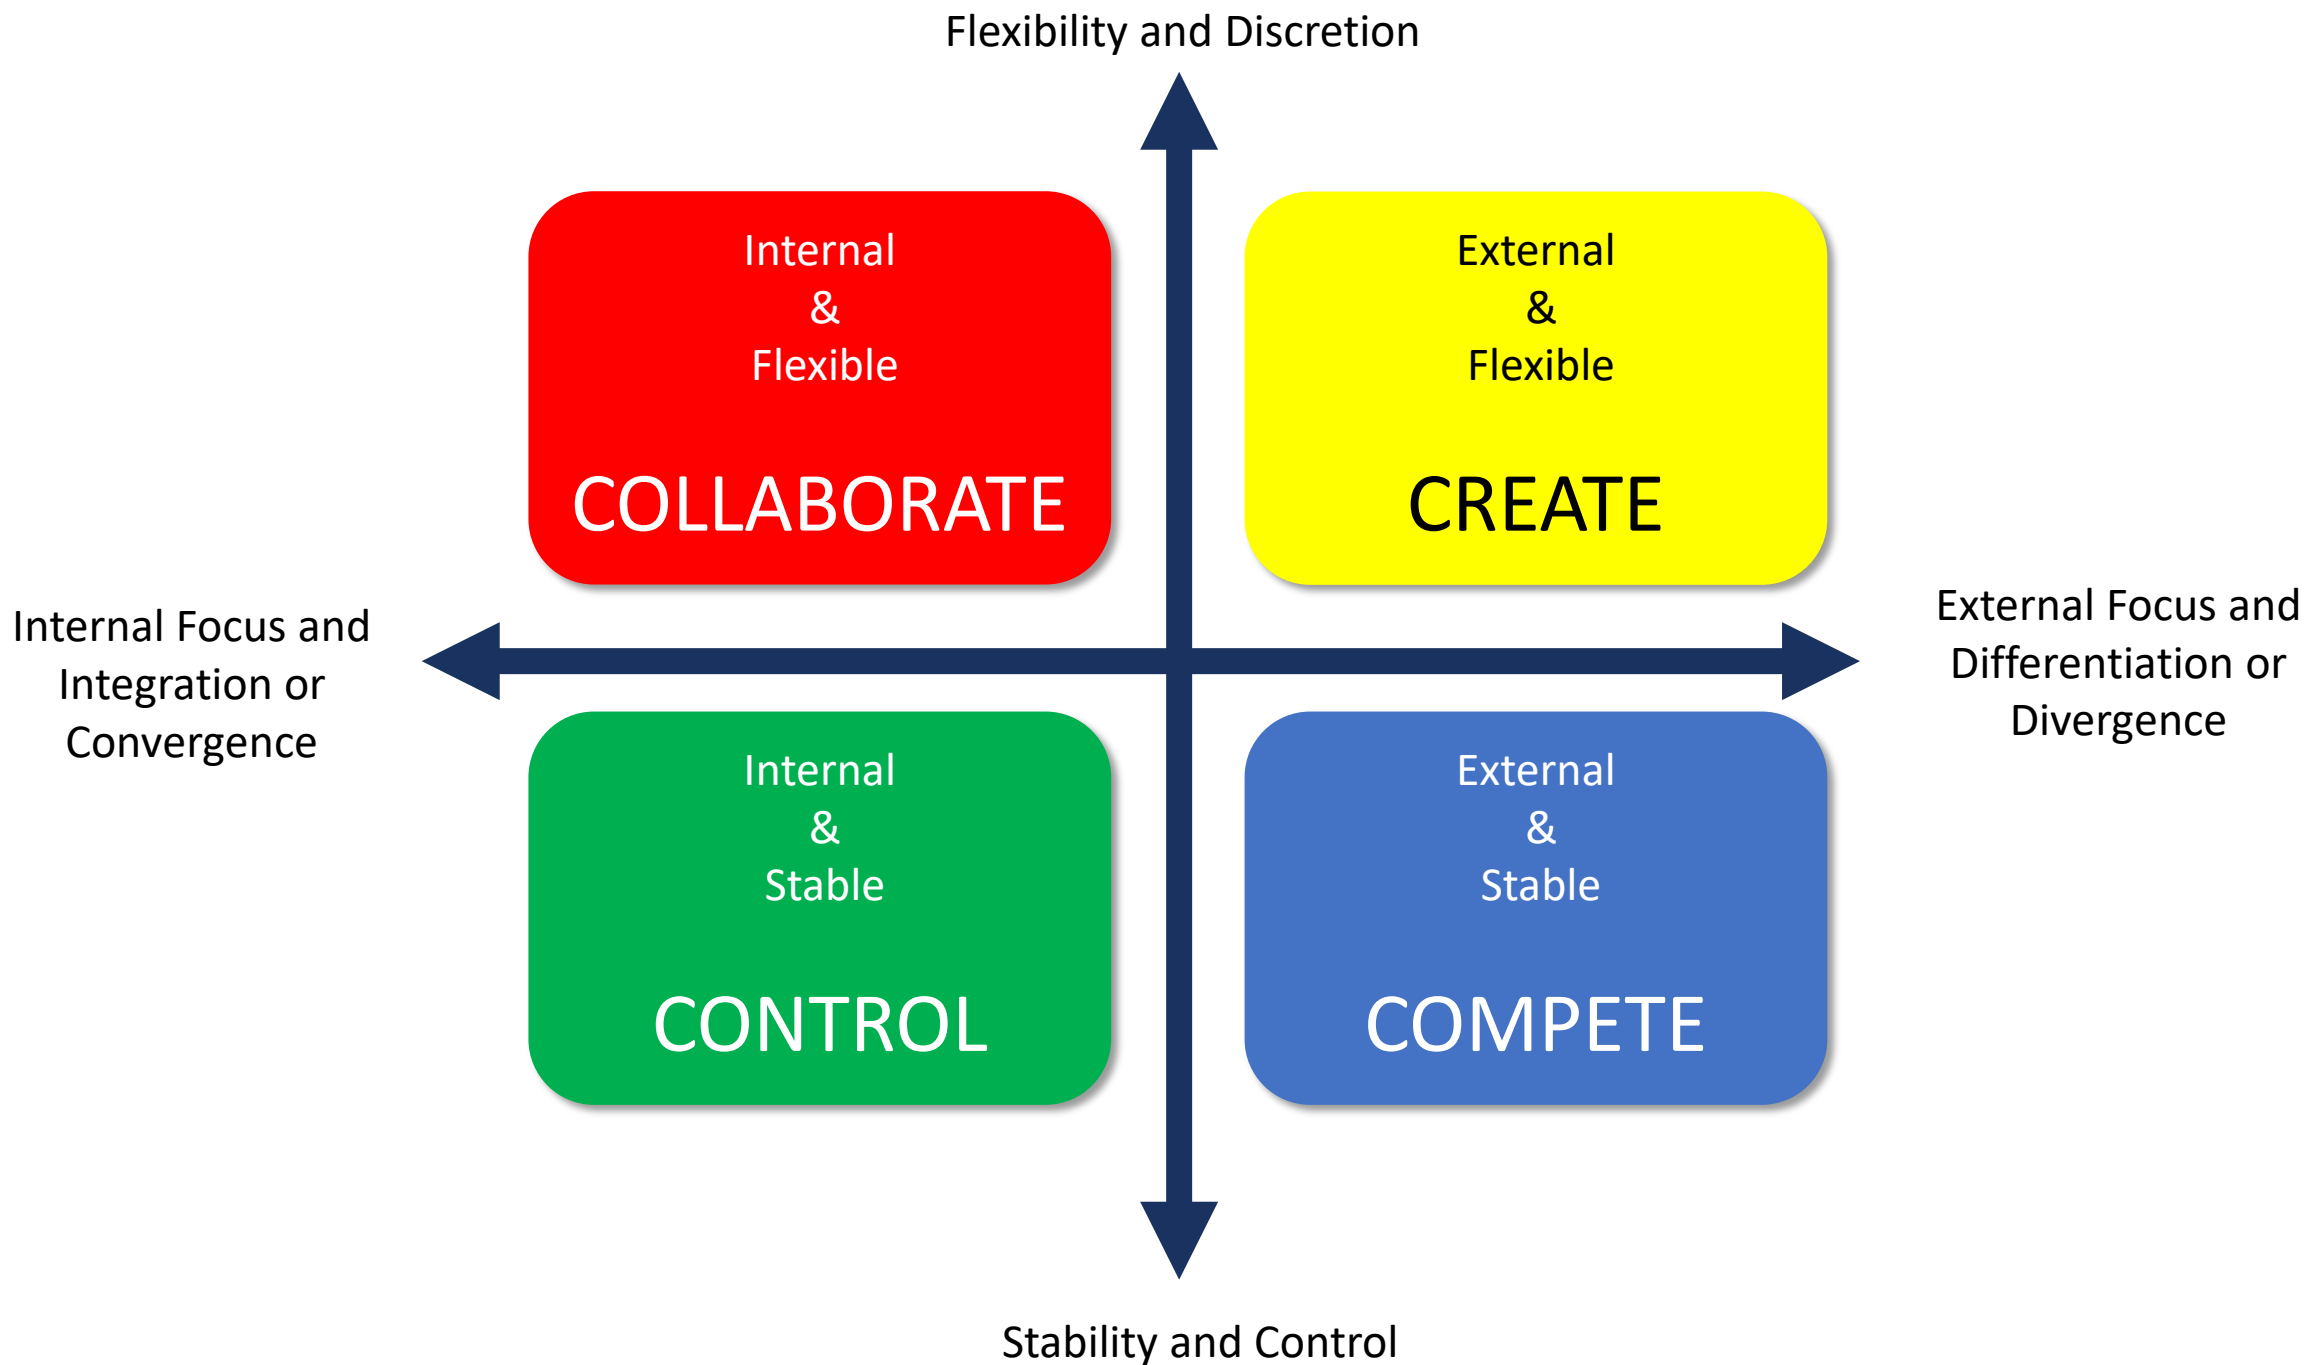 Flexibility and Discretion
Internal
&
Flexible
COLLABORATE
External
&
Flexible
CREATE
Internal Focus and
Integration or
Convergence
External Focus and
Differentiation or
Divergence
Internal
&
Stable
CONTROL
External
&
Stable
COMPETE
Stability and Control